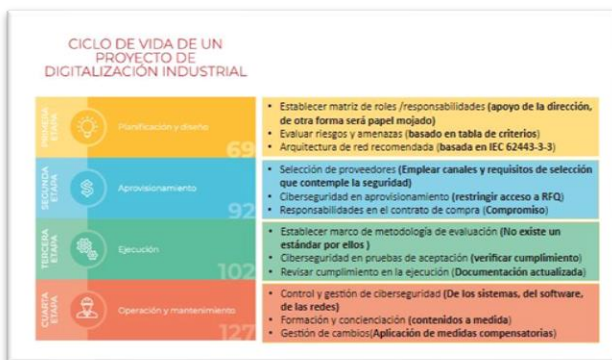 CICLO DE VIDA DE UN
PROYECTO DE
DIGITALIZACIÓN INDUSTRIAL
PRIMERA
ETAPA
Planificación y diseño
69
• Establecer matriz de roles /responsabilidades (apoyo de la dirección,
de otra forma será papel mojado)
• Evaluar riesgos y amenazas (basado en tabla de criterios)
• Arquitectura de red recomendada (basada en IEC 62443-3-3)
SEGUNDA
ETAPA
Aprovisionamiento
92
• Selección de proveedores (Emplear canales y requisitos de selección
que contemple la seguridad)
• Ciberseguridad en aprovisionamiento (restringir acceso a RFQ)
• Responsabilidades en el contrato de compra (Compromiso)
TERCERA
ETAPA
Ejecución
102
• Establecer marco de metodología de evaluación (No existe un
estándar por ellos )
• Ciberseguridad en pruebas de aceptación (verificar cumplimiento)
• Revisar cumplimiento en la ejecución (Documentación actualizada)
CUARTA
ETAPA
Operación y mantenimiento
127
• Control y gestión de ciberseguridad (De los sistemas, del software,
de las redes)
• Formación y concienciación (contenidos a medida)
• Gestión de cambios(Aplicación de medidas compensatorias)